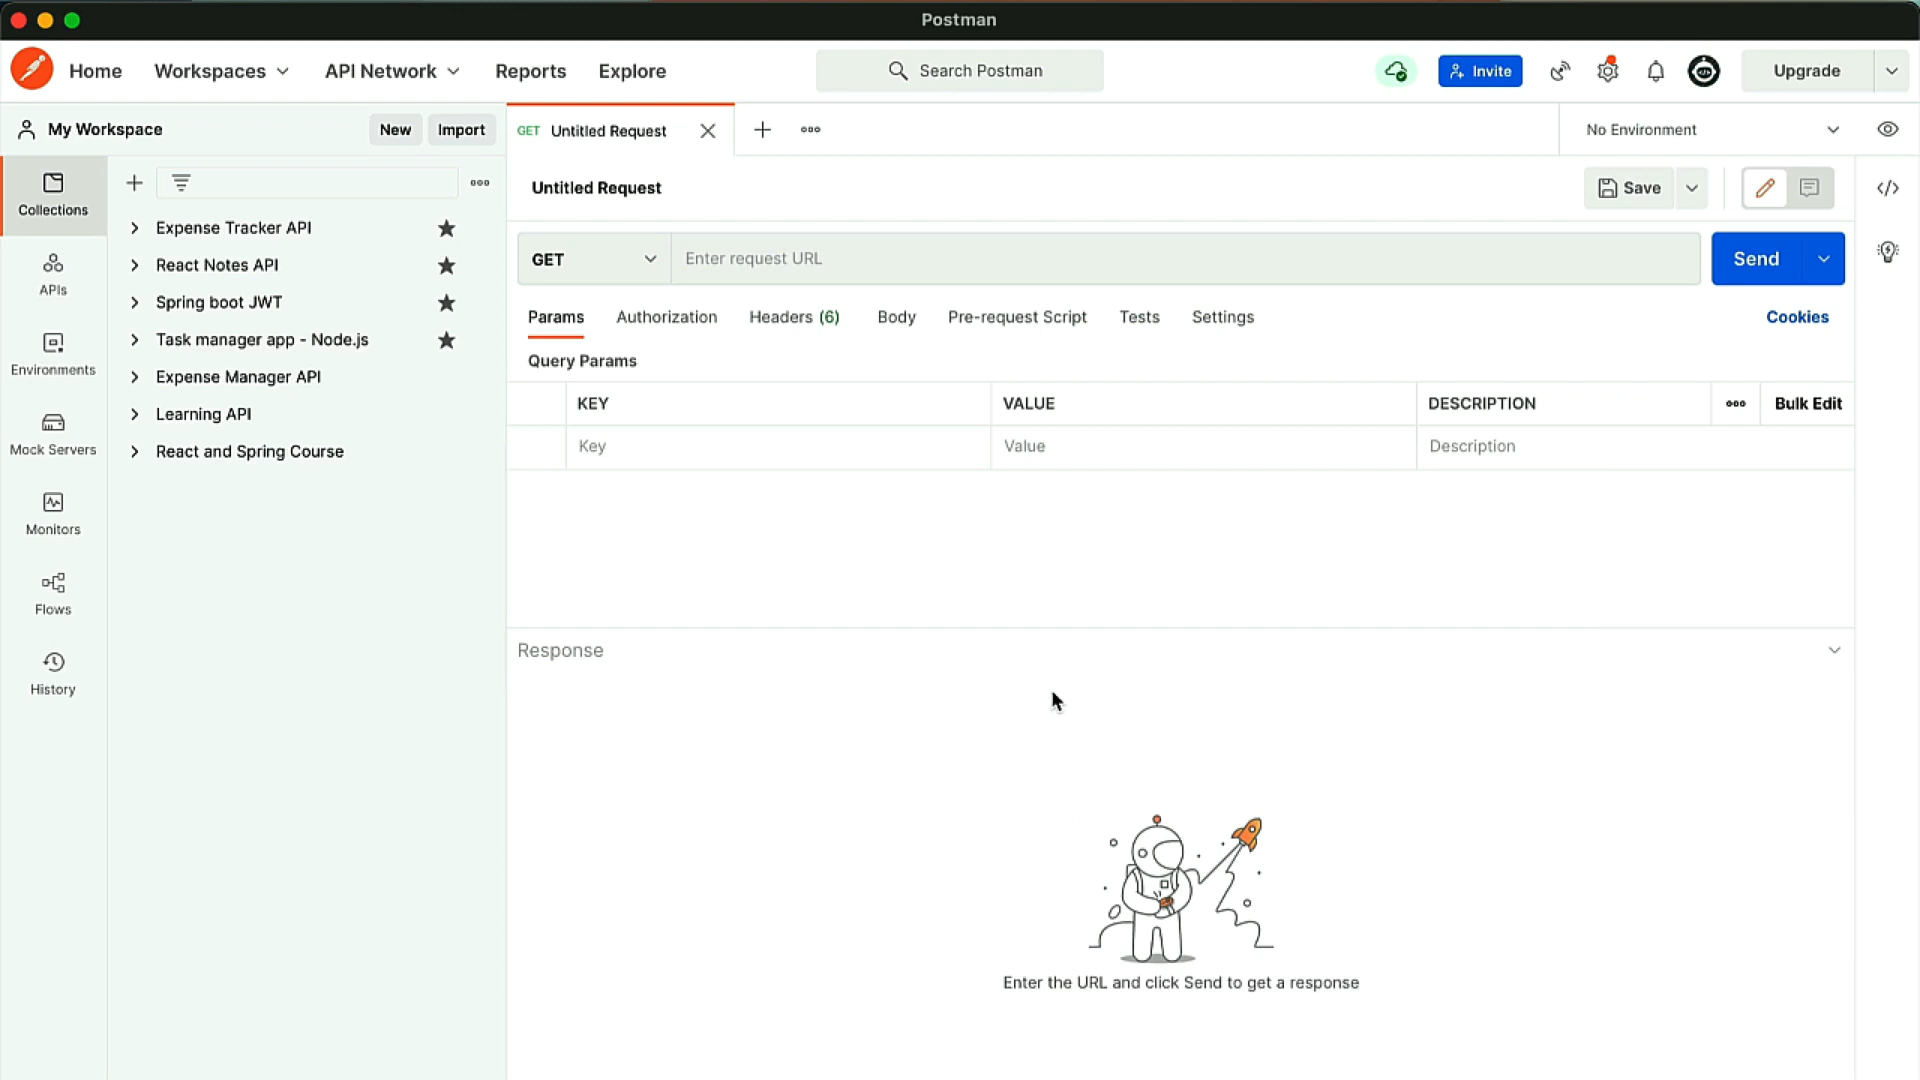 Postman
Home Workspaces API Network Reports Explore Search Postman Invite Upgrade
My Workspace New Import GET Untitled Request No Environment
Untitled Request Save
Collections
APIs
Environments
Mock Servers
Monitors
Flows
History
Expense Tracker API
React Notes API
Spring boot JWT
Task manager app - Node.js
Expense Manager API
Learning API
React and Spring Course
GET Enter request URL Send
Params Authorization Headers (6) Body Pre-request Script Tests Settings Cookies
Query Params
KEY VALUE DESCRIPTION Bulk Edit
Key Value Description
Response
Enter the URL and click Send to get a response